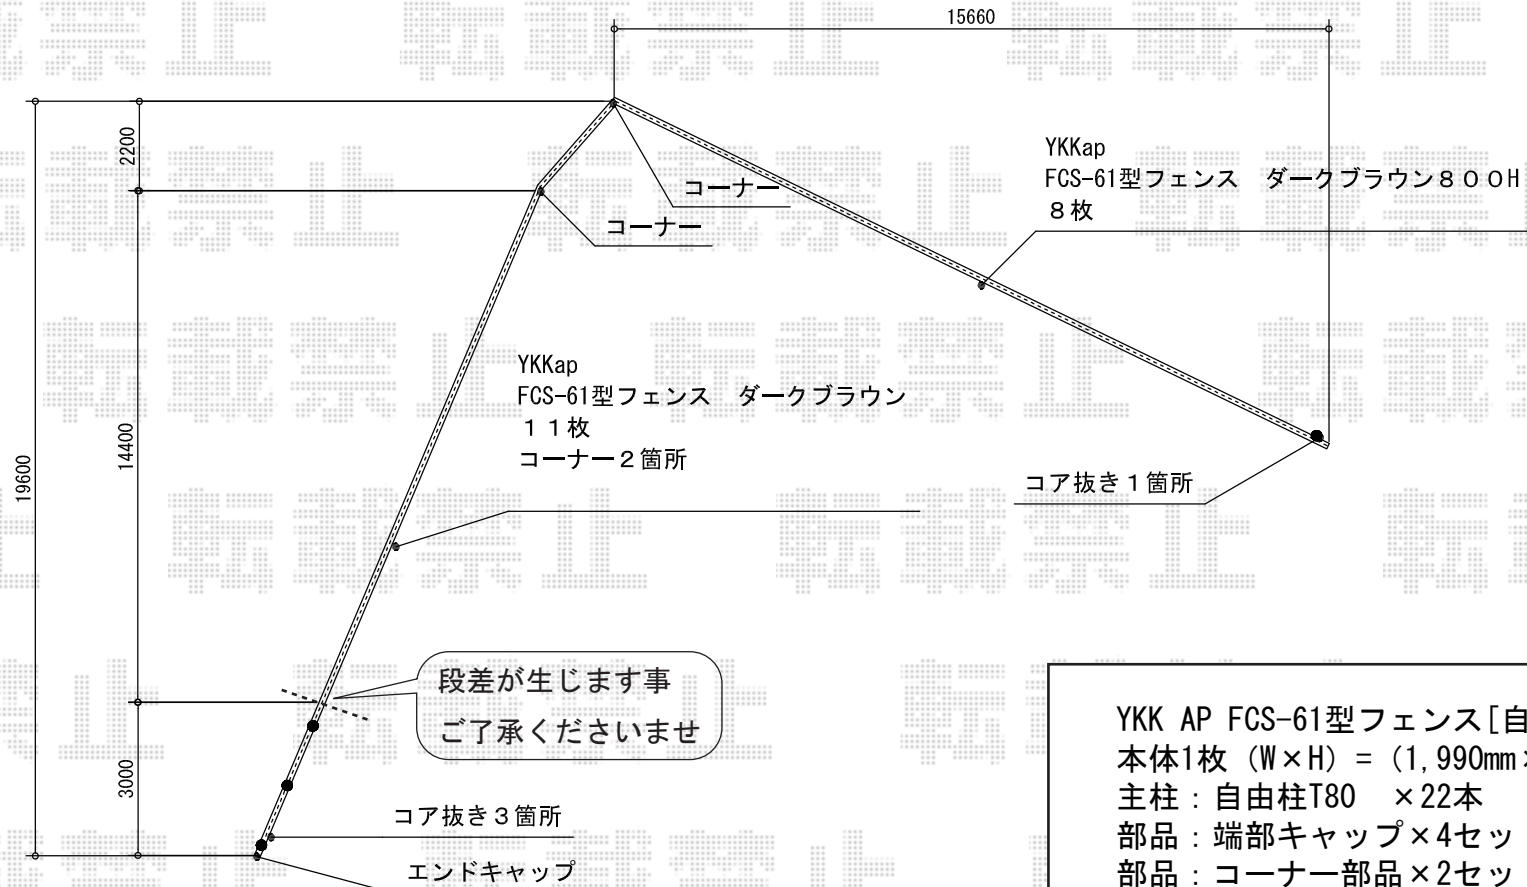 15660
2200
14400
19600
3000
コーナー
コーナー
YKKap
FCS-61型フェンス　ダークブラウン８００H
８枚
YKKap
FCS-61型フェンス　ダークブラウン
１１枚
コーナー２箇所
コア抜き１箇所
段差が生じます事
ご了承くださいませ
コア抜き３箇所
エンドキャップ
YKK AP FCS-61型フェンス[自
本体1枚（W×H）=（1,990mm×
主柱：自由柱T80　×22本
部品：端部キャップ×4セッ
部品：コーナー部品×2セッ
転載禁止